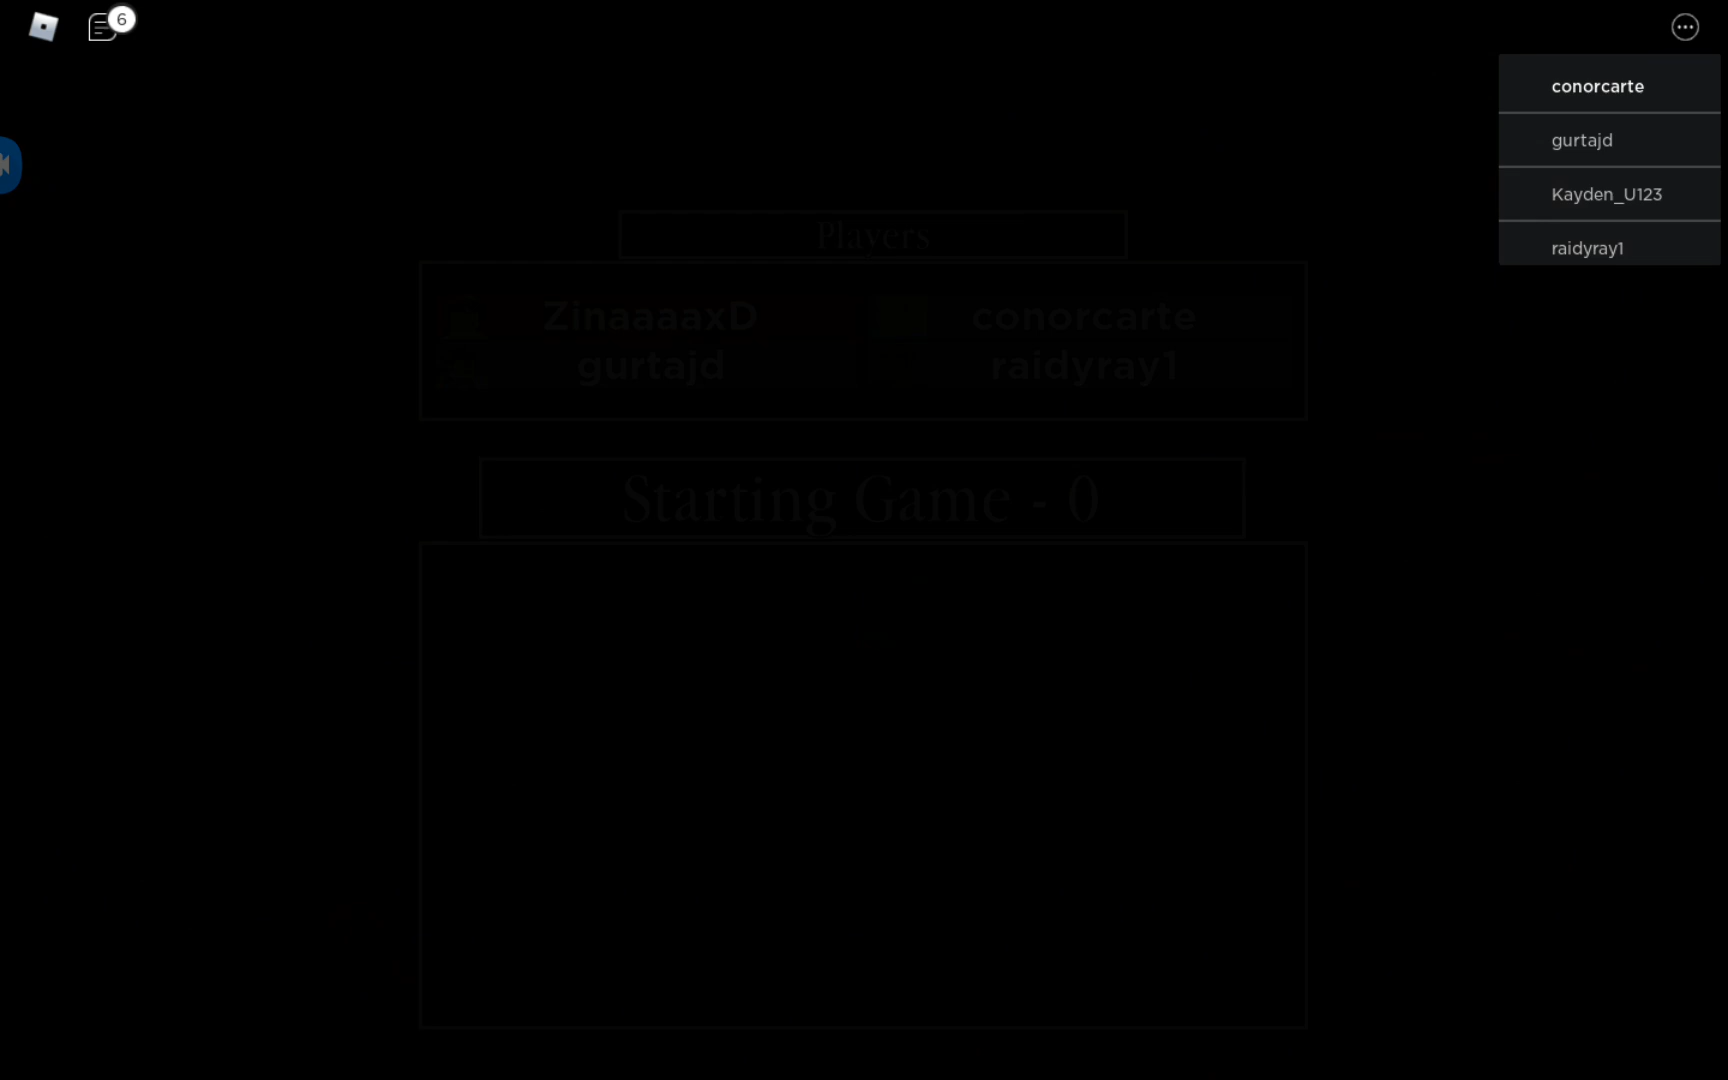 6
conorcarte
gurtajd
Kayden_U123
raidyray1
Players
ZinaaaaxD conorcarte
gurtajd raidyray1
Starting Game - 0